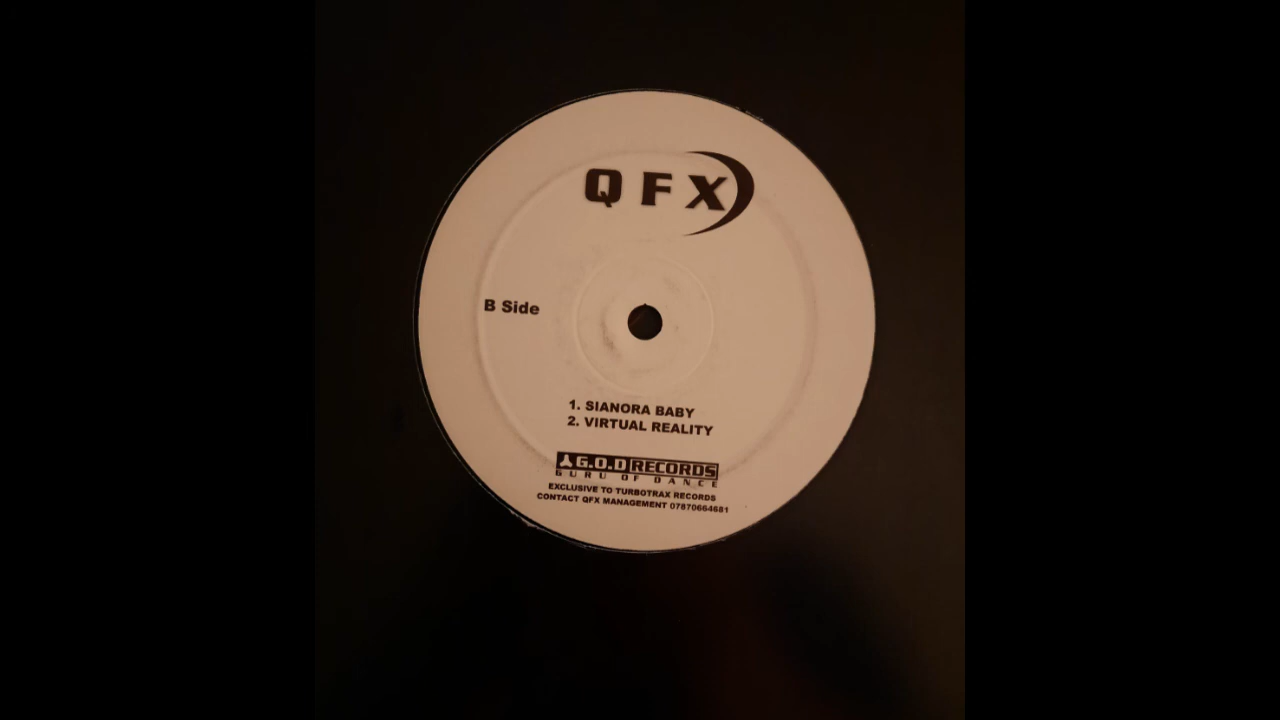 QFX
B Side
1. SIANORA BABY
2. VIRTUAL REALITY
G.O.D RECORDS
GURU OF DANCE
EXCLUSIVE TO TURBOTRAX RECORDS
CONTACT QFX MANAGEMENT 07870664681